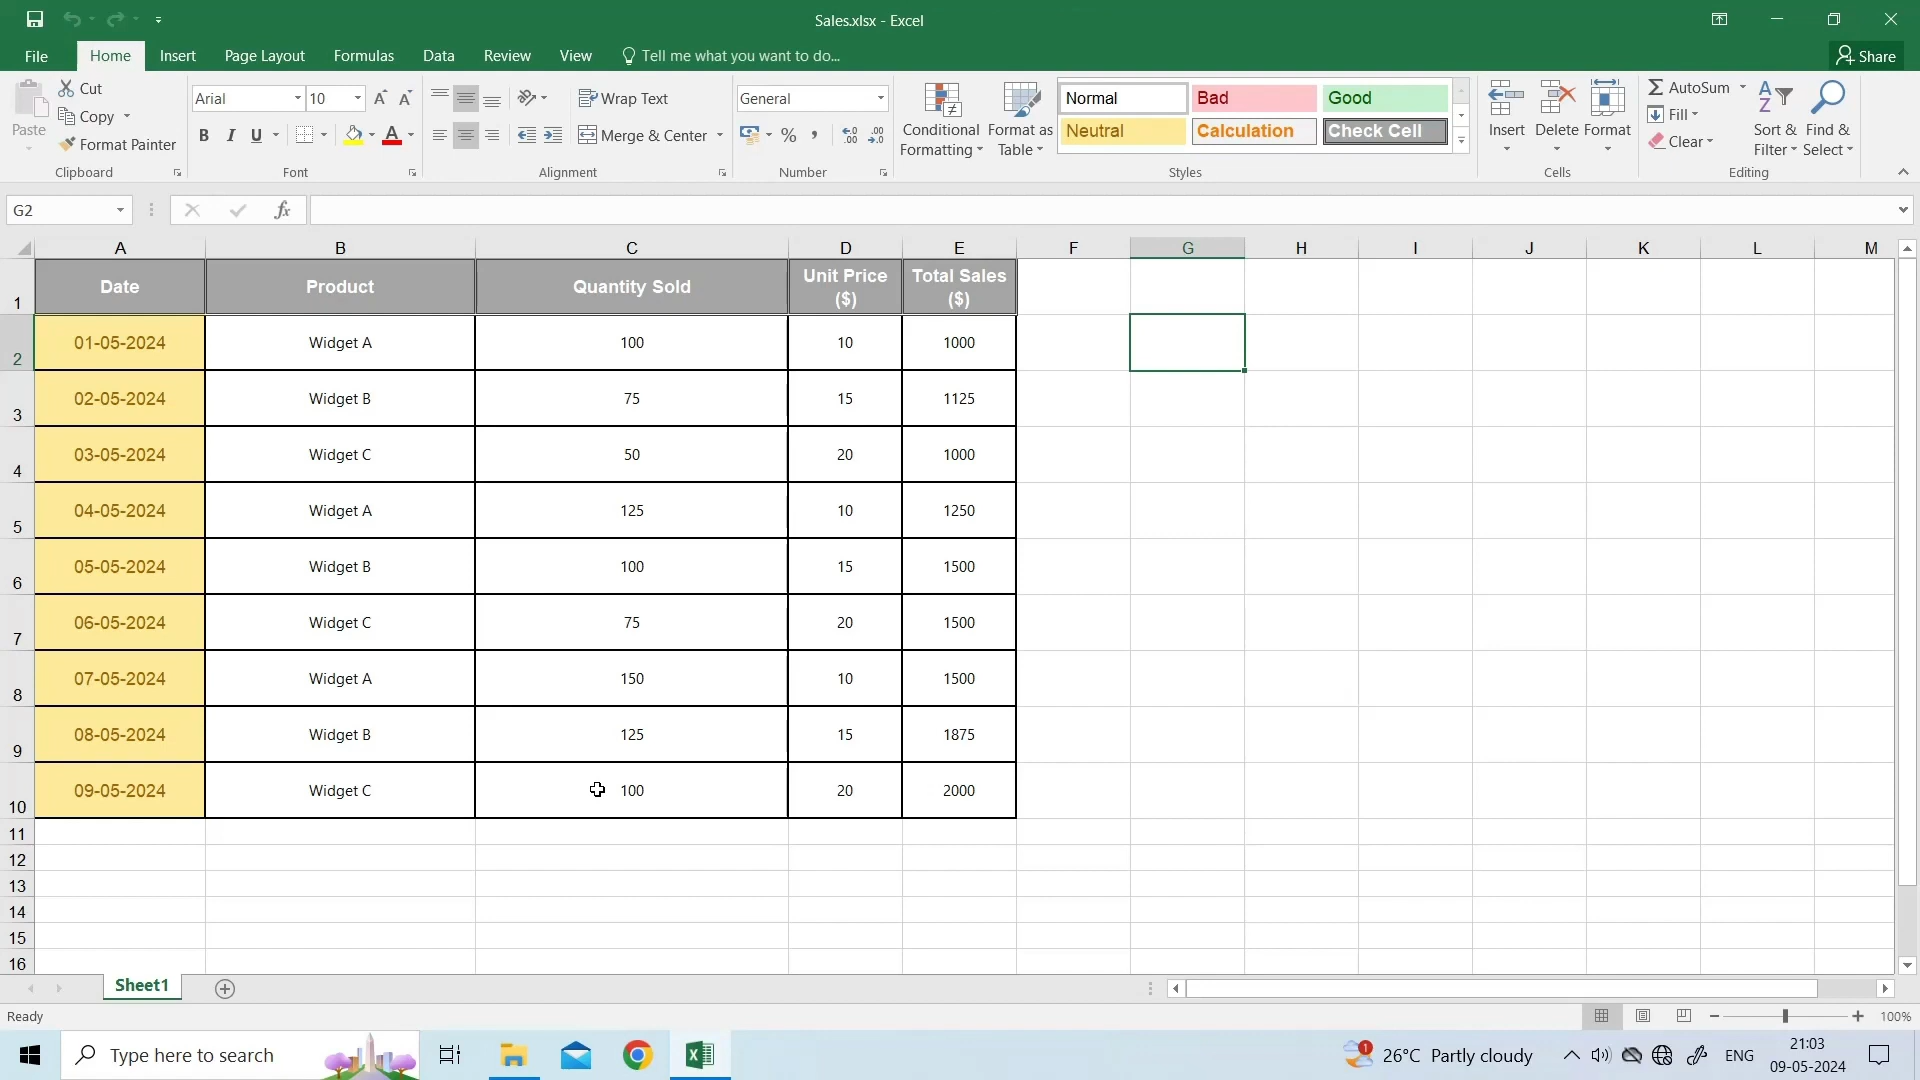 Sales.xlsx - Excel
File Home Insert Page Layout Formulas Data Review View Tell me what you want to do... Share
Paste
Cut
Copy
Format Painter
Clipboard
Arial 10
B I U A
Font
Wrap Text
Merge & Center
Alignment
General
% ,
Number
Conditional Formatting
Format as Table
Normal Bad Good
Neutral Calculation Check Cell
Styles
Insert Delete Format
Cells
AutoSum
Fill
Clear
Sort & Filter
Find & Select
Editing
G2 fx
A B C D E F G H I J K L M
1 Date Product Quantity Sold Unit Price ($) Total Sales ($)
2 01-05-2024 Widget A 100 10 1000
3 02-05-2024 Widget B 75 15 1125
4 03-05-2024 Widget C 50 20 1000
5 04-05-2024 Widget A 125 10 1250
6 05-05-2024 Widget B 100 15 1500
7 06-05-2024 Widget C 75 20 1500
8 07-05-2024 Widget A 150 10 1500
9 08-05-2024 Widget B 125 15 1875
10 09-05-2024 Widget C 100 20 2000
11
12
13
14
15
16
Sheet1
Ready 100%
Type here to search 26°C Partly cloudy ENG 21:03
09-05-2024